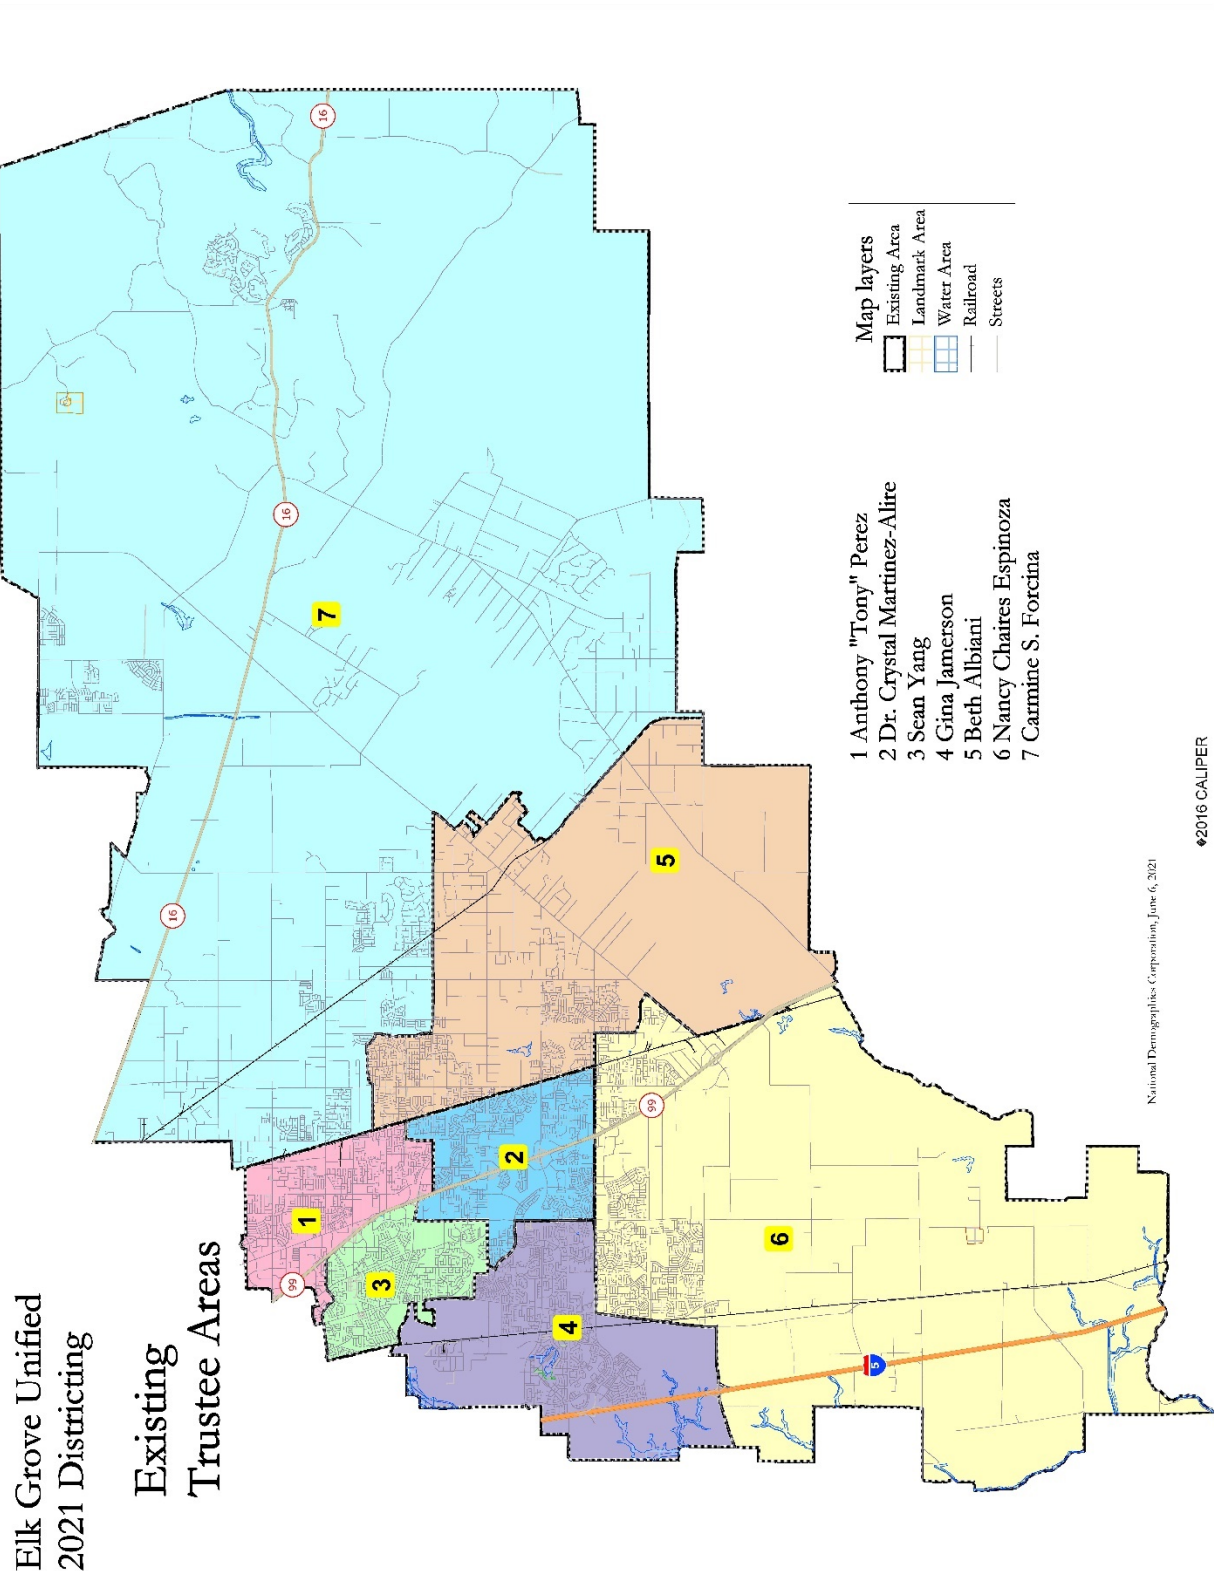 Elk Grove Unified
2021 Districting
Existing
Trustee Areas
16
16
16
7
5
1
99
2
3
99
4
6
5
1 Anthony "Tony" Perez
2 Dr. Crystal Martinez-Alire
3 Sean Yang
4 Gina Jamerson
5 Beth Albiani
6 Nancy Chaires Espinoza
7 Carmine S. Forcina
Map layers
Existing Area
Landmark Area
Water Area
Railroad
Streets
National Demographics Corporation, June 6, 2021
©2016 CALIPER